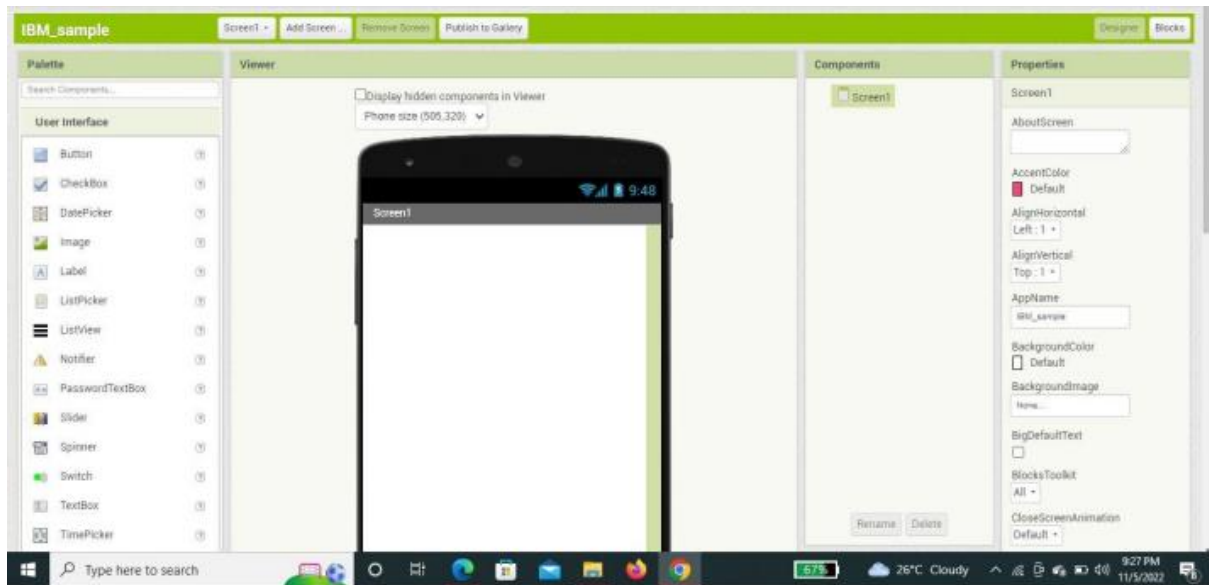 IBM_sample
Screen1
Add Screen ...
Remove Screen
Publish to Gallery
Designer
Blocks
Palette
Search Components...
User Interface
Button
CheckBox
DatePicker
Image
Label
ListPicker
ListView
Notifier
PasswordTextBox
Slider
Spinner
Switch
TextBox
TimePicker
Viewer
Display hidden components in Viewer
Phone size (505,320)
9:48
Screen1
Components
Screen1
Rename
Delete
Properties
Screen1
AboutScreen
AccentColor
Default
AlignHorizontal
Left : 1
AlignVertical
Top : 1
AppName
IBM_sample
BackgroundColor
Default
BackgroundImage
None...
BigDefaultText
BlocksToolkit
All
CloseScreenAnimation
Default
Type here to search
67%
26°C Cloudy
9:27 PM
11/5/2022